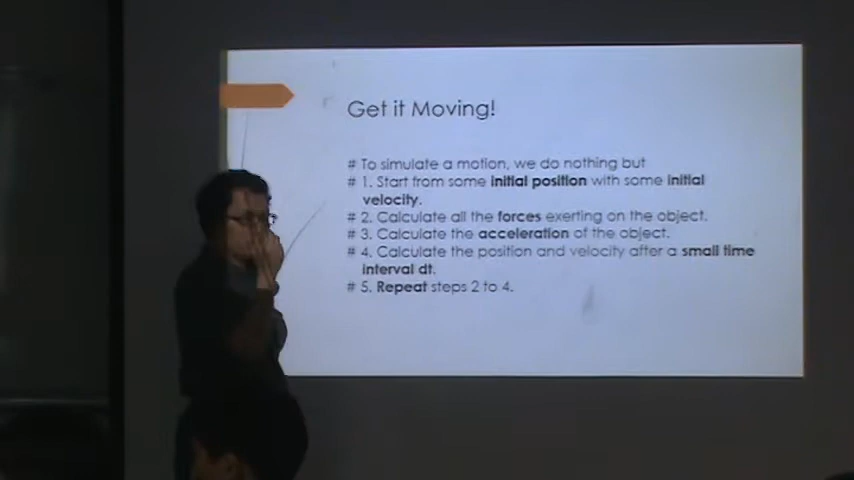 Get it Moving!
# To simulate a motion, we do nothing but
# 1. Start from some initial position with some initial
velocity.
# 2. Calculate all the forces exerting on the object.
# 3. Calculate the acceleration of the object.
# 4. Calculate the position and velocity after a small time
interval dt.
# 5. Repeat steps 2 to 4.